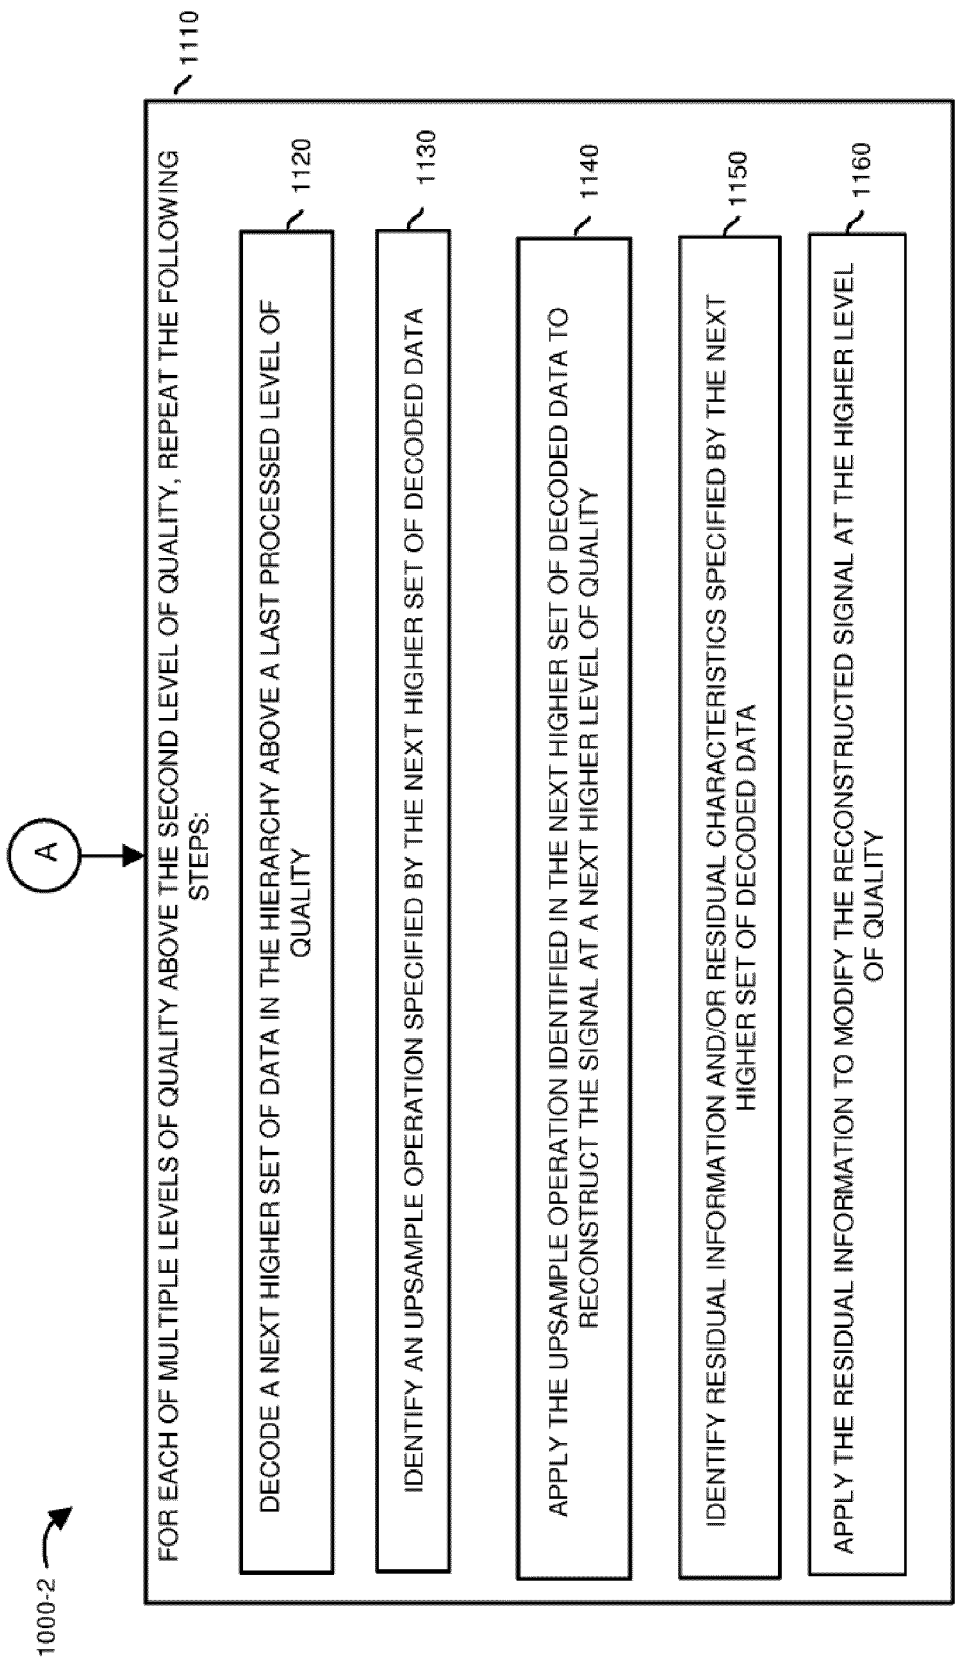 1000-2
A
1110
FOR EACH OF MULTIPLE LEVELS OF QUALITY ABOVE THE SECOND LEVEL OF QUALITY, REPEAT THE FOLLOWING
STEPS:
1120
DECODE A NEXT HIGHER SET OF DATA IN THE HIERARCHY ABOVE A LAST PROCESSED LEVEL OF
QUALITY
1130
IDENTIFY AN UPSAMPLE OPERATION SPECIFIED BY THE NEXT HIGHER SET OF DECODED DATA
1140
APPLY THE UPSAMPLE OPERATION IDENTIFIED IN THE NEXT HIGHER SET OF DECODED DATA TO
RECONSTRUCT THE SIGNAL AT A NEXT HIGHER LEVEL OF QUALITY
1150
IDENTIFY RESIDUAL INFORMATION AND/OR RESIDUAL CHARACTERISTICS SPECIFIED BY THE NEXT
HIGHER SET OF DECODED DATA
1160
APPLY THE RESIDUAL INFORMATION TO MODIFY THE RECONSTRUCTED SIGNAL AT THE HIGHER LEVEL
OF QUALITY